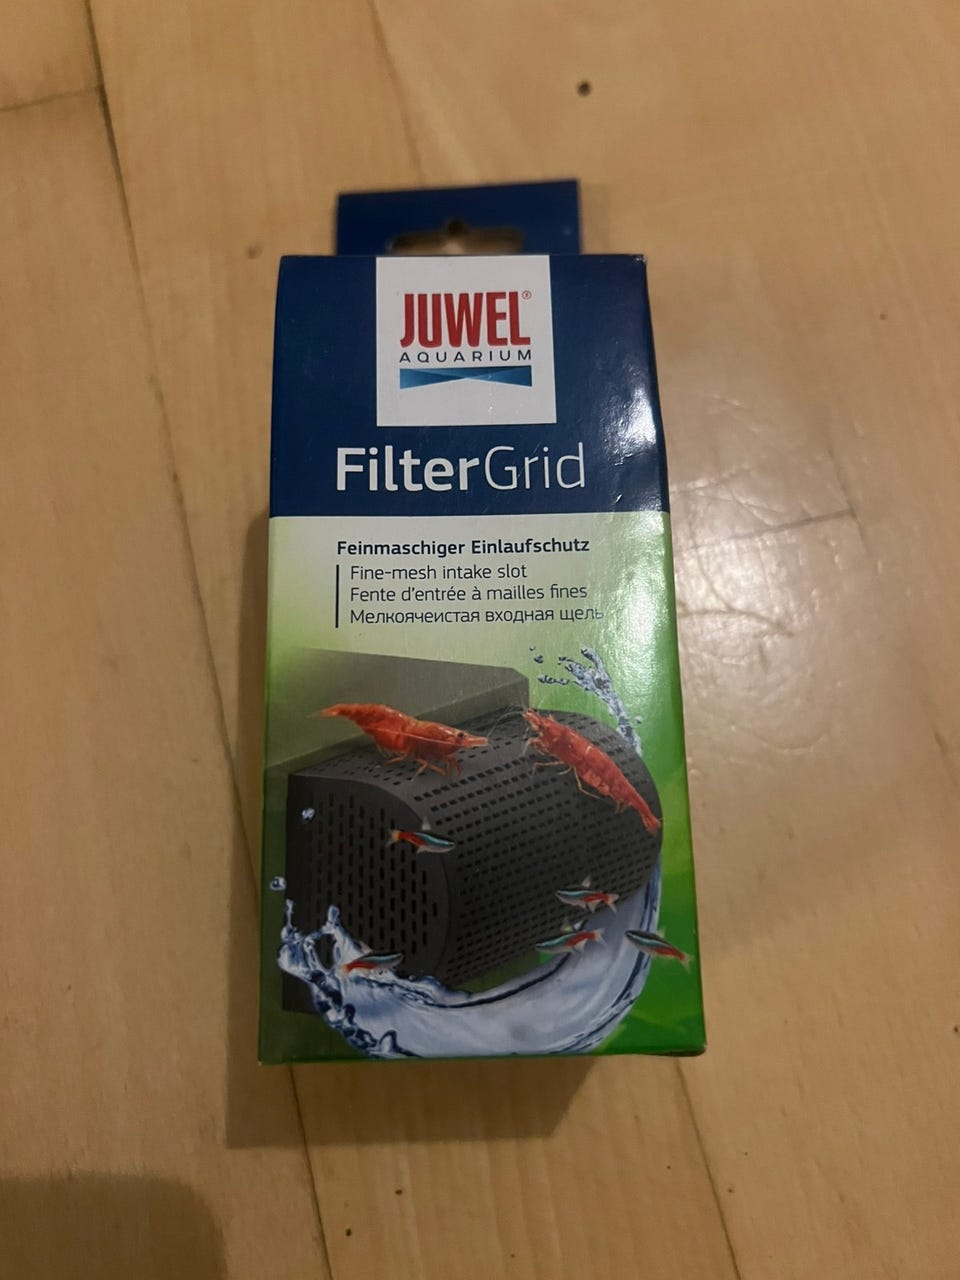 JUWEL®
AQUARIUM
FilterGrid
Feinmaschiger Einlaufschutz
Fine-mesh intake slot
Fente d'entrée à mailles fines
Мелкоячеистая входная щель